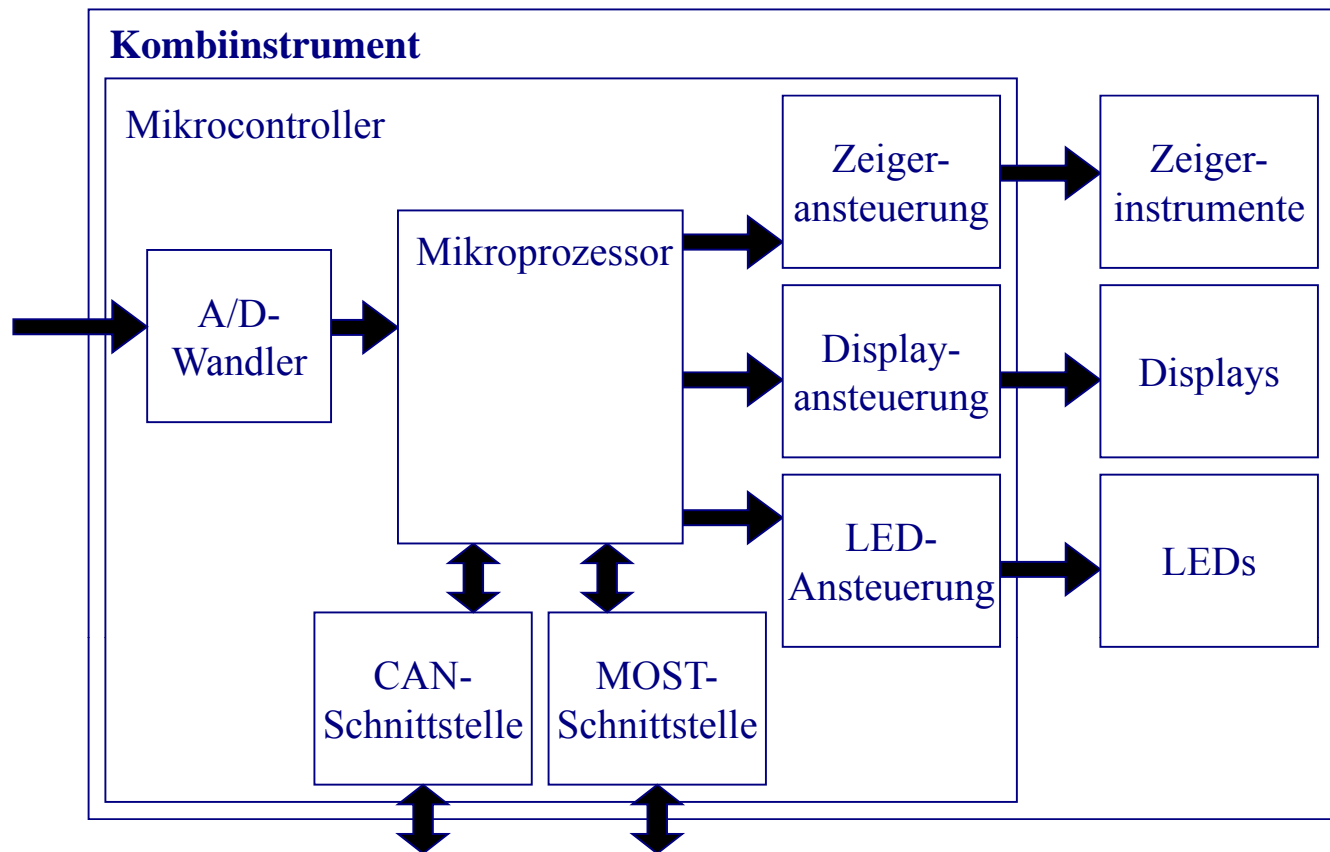 Kombiinstrument
Mikrocontroller
Zeiger-
ansteuerung
Zeiger-
instrumente
Mikroprozessor
A/D-
Wandler
Display-
ansteuerung
Displays
LED-
Ansteuerung
LEDs
CAN-
Schnittstelle
MOST-
Schnittstelle